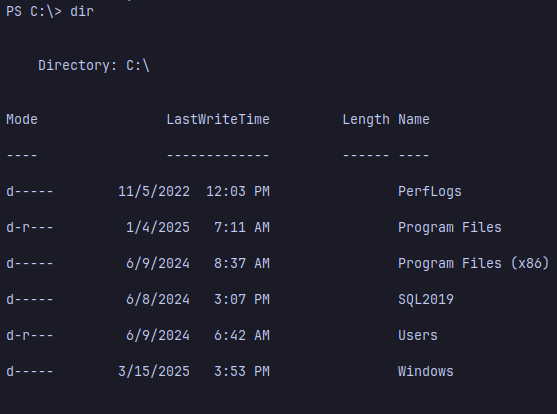 PS C:\> dir
Directory: C:\
Mode LastWriteTime Length Name
---- ------------- ------ ----
d----- 11/5/2022 12:03 PM PerfLogs
d-r--- 1/4/2025 7:11 AM Program Files
d----- 6/9/2024 8:37 AM Program Files (x86)
d----- 6/8/2024 3:07 PM SQL2019
d-r--- 6/9/2024 6:42 AM Users
d----- 3/15/2025 3:53 PM Windows